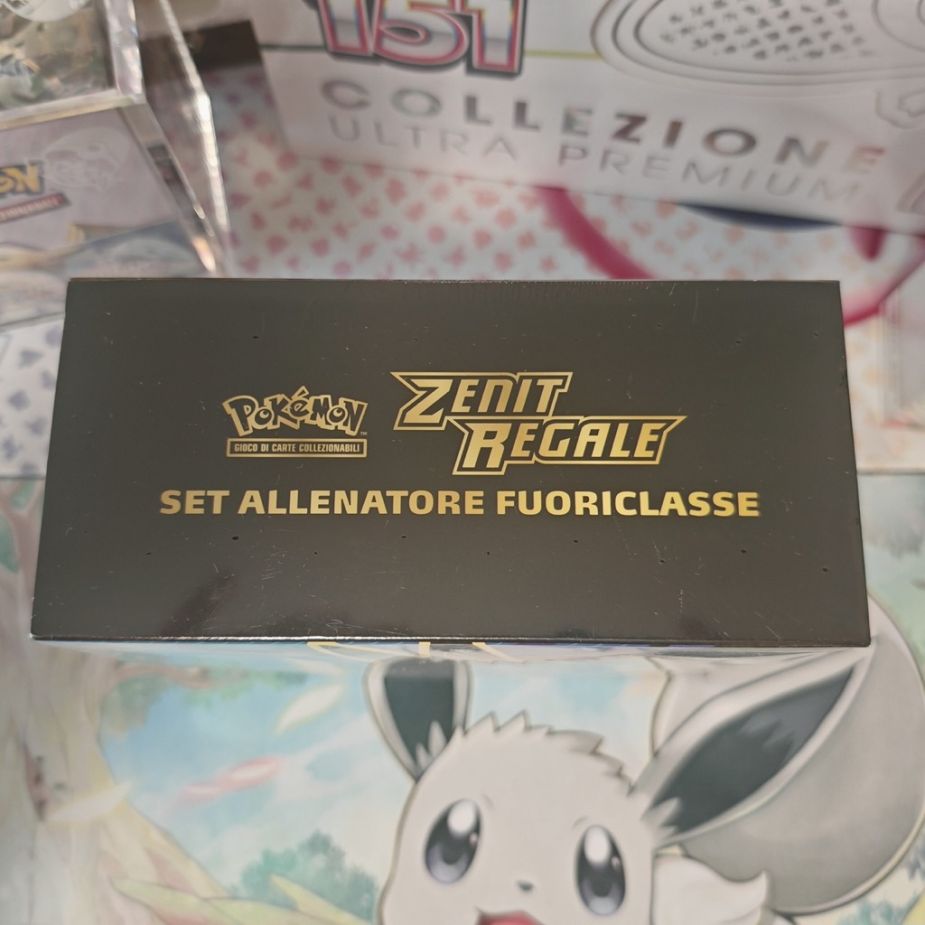 151
COLLEZIONE
ULTRA PREMIUM
POKÉMON
GIOCO DI CARTE COLLEZIONABILI
ZENIT
REGALE
SET ALLENATORE FUORICLASSE